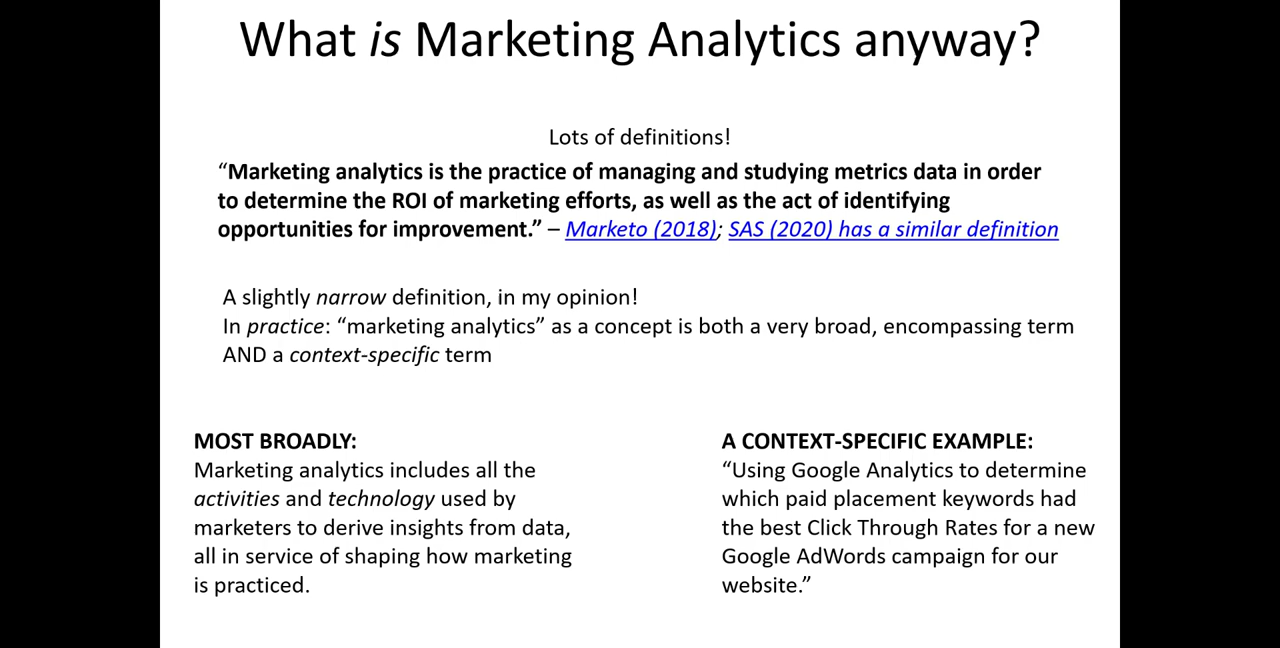 What is Marketing Analytics anyway?
Lots of definitions!
“Marketing analytics is the practice of managing and studying metrics data in order
to determine the ROI of marketing efforts, as well as the act of identifying
opportunities for improvement.” – Marketo (2018); SAS (2020) has a similar definition
A slightly narrow definition, in my opinion!
In practice: “marketing analytics” as a concept is both a very broad, encompassing term
AND a context-specific term
MOST BROADLY:
Marketing analytics includes all the
activities and technology used by
marketers to derive insights from data,
all in service of shaping how marketing
is practiced.
A CONTEXT-SPECIFIC EXAMPLE:
“Using Google Analytics to determine
which paid placement keywords had
the best Click Through Rates for a new
Google AdWords campaign for our
website.”